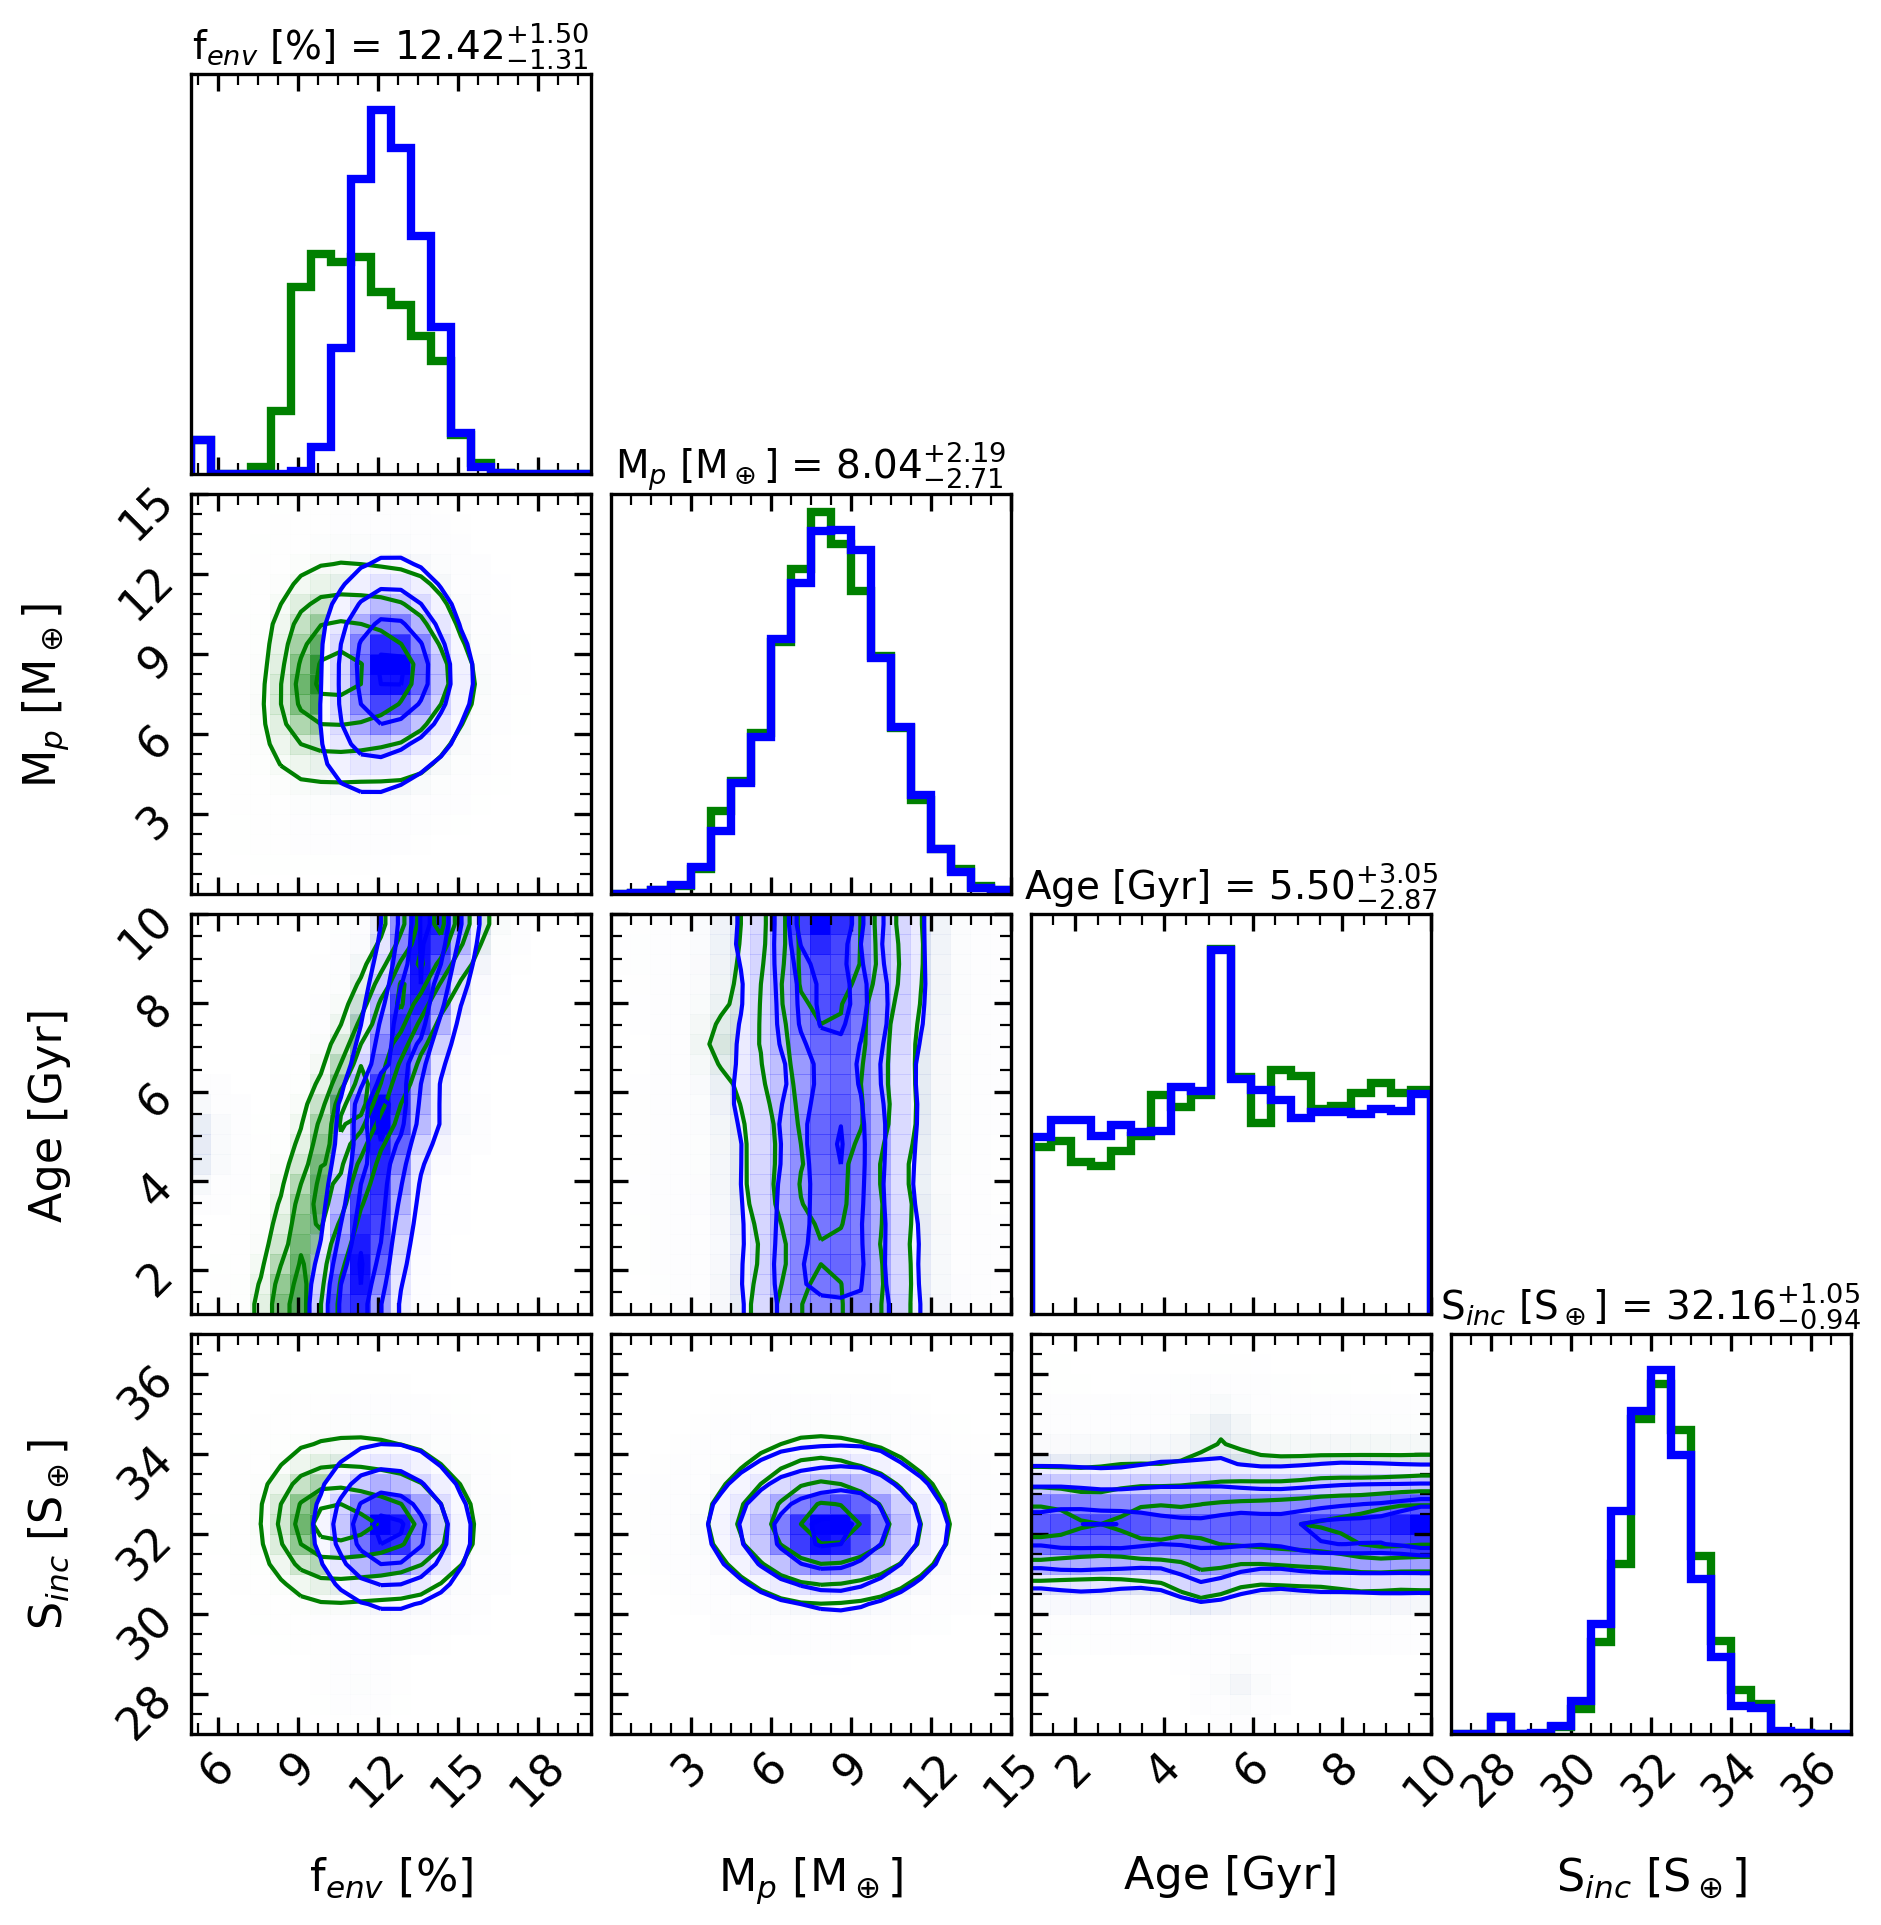 f_env [%] = 12.42 +1.50 −1.31
15
12
9
6
3
M_p [M_⊕]
M_p [M_⊕] = 8.04 +2.19 −2.71
10
8
6
4
2
Age [Gyr]
Age [Gyr] = 5.50 +3.05 −2.87
36
34
32
30
28
S_inc [S_⊕]
S_inc [S_⊕] = 32.16 +1.05 −0.94
6 9 12 15 18
3 6 9 12 15
2 4 6 8 10
28 30 32 34 36
f_env [%]
M_p [M_⊕]
Age [Gyr]
S_inc [S_⊕]